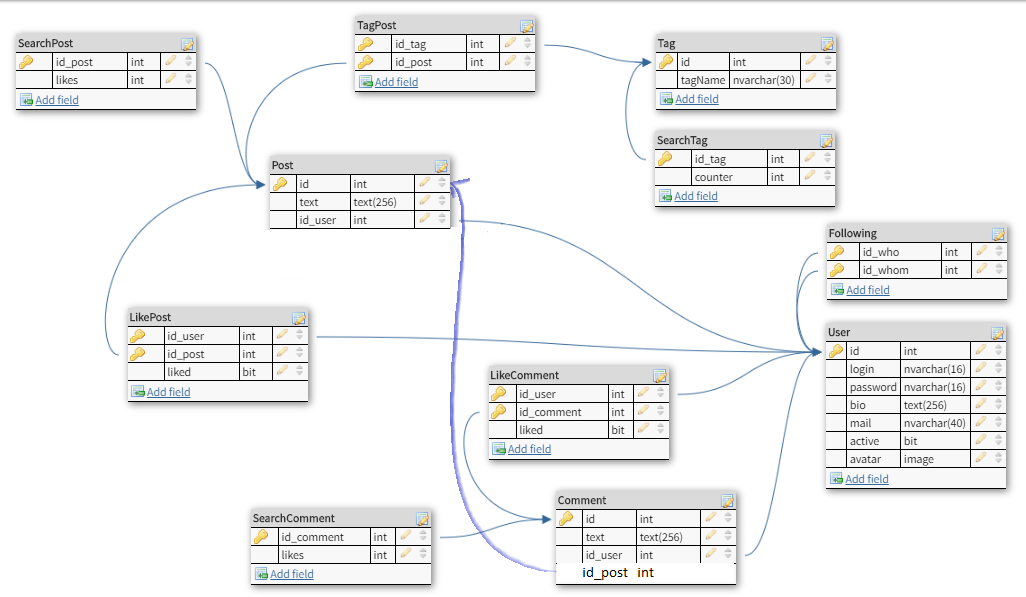 SearchPost
id_post int
likes int
Add field
TagPost
id_tag int
id_post int
Add field
Tag
id int
tagName nvarchar(30)
Add field
SearchTag
id_tag int
counter int
Add field
Post
id int
text text(256)
id_user int
Following
id_who int
id_whom int
Add field
LikePost
id_user int
id_post int
liked bit
Add field
User
id int
login nvarchar(16)
password nvarchar(16)
bio text(256)
mail nvarchar(40)
active bit
avatar image
Add field
LikeComment
id_user int
id_comment int
liked bit
Add field
SearchComment
id_comment int
likes int
Add field
Comment
id int
text text(256)
id_user int
id_post int